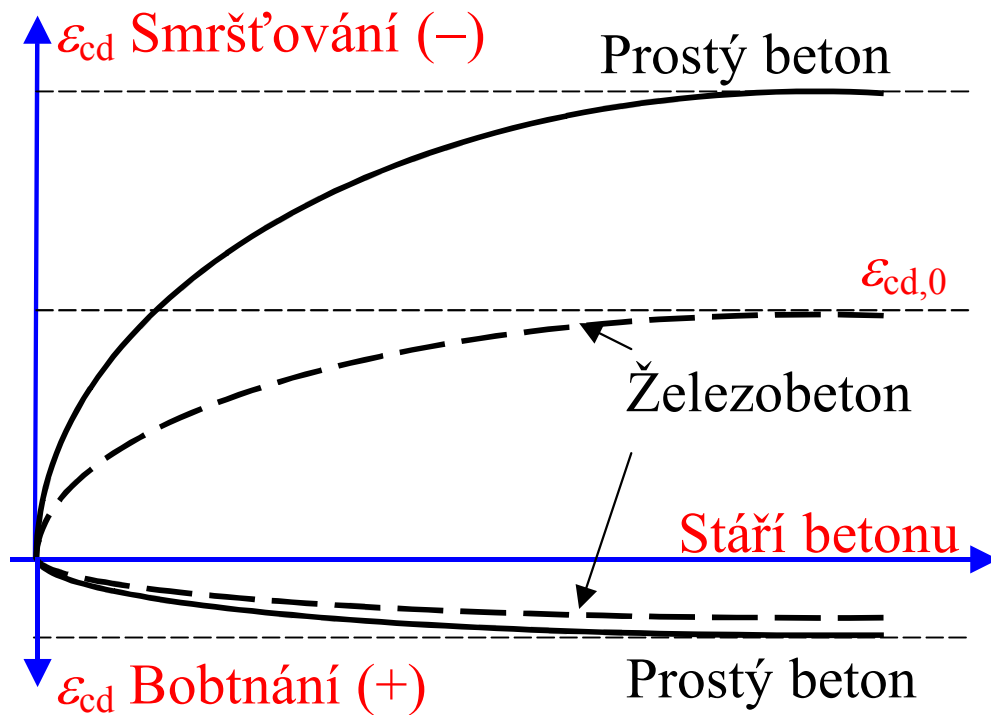 εcd Smršťování (–)
Prostý beton
εcd,0
Železobeton
Stáří betonu
εcd Bobtnání (+)
Prostý beton